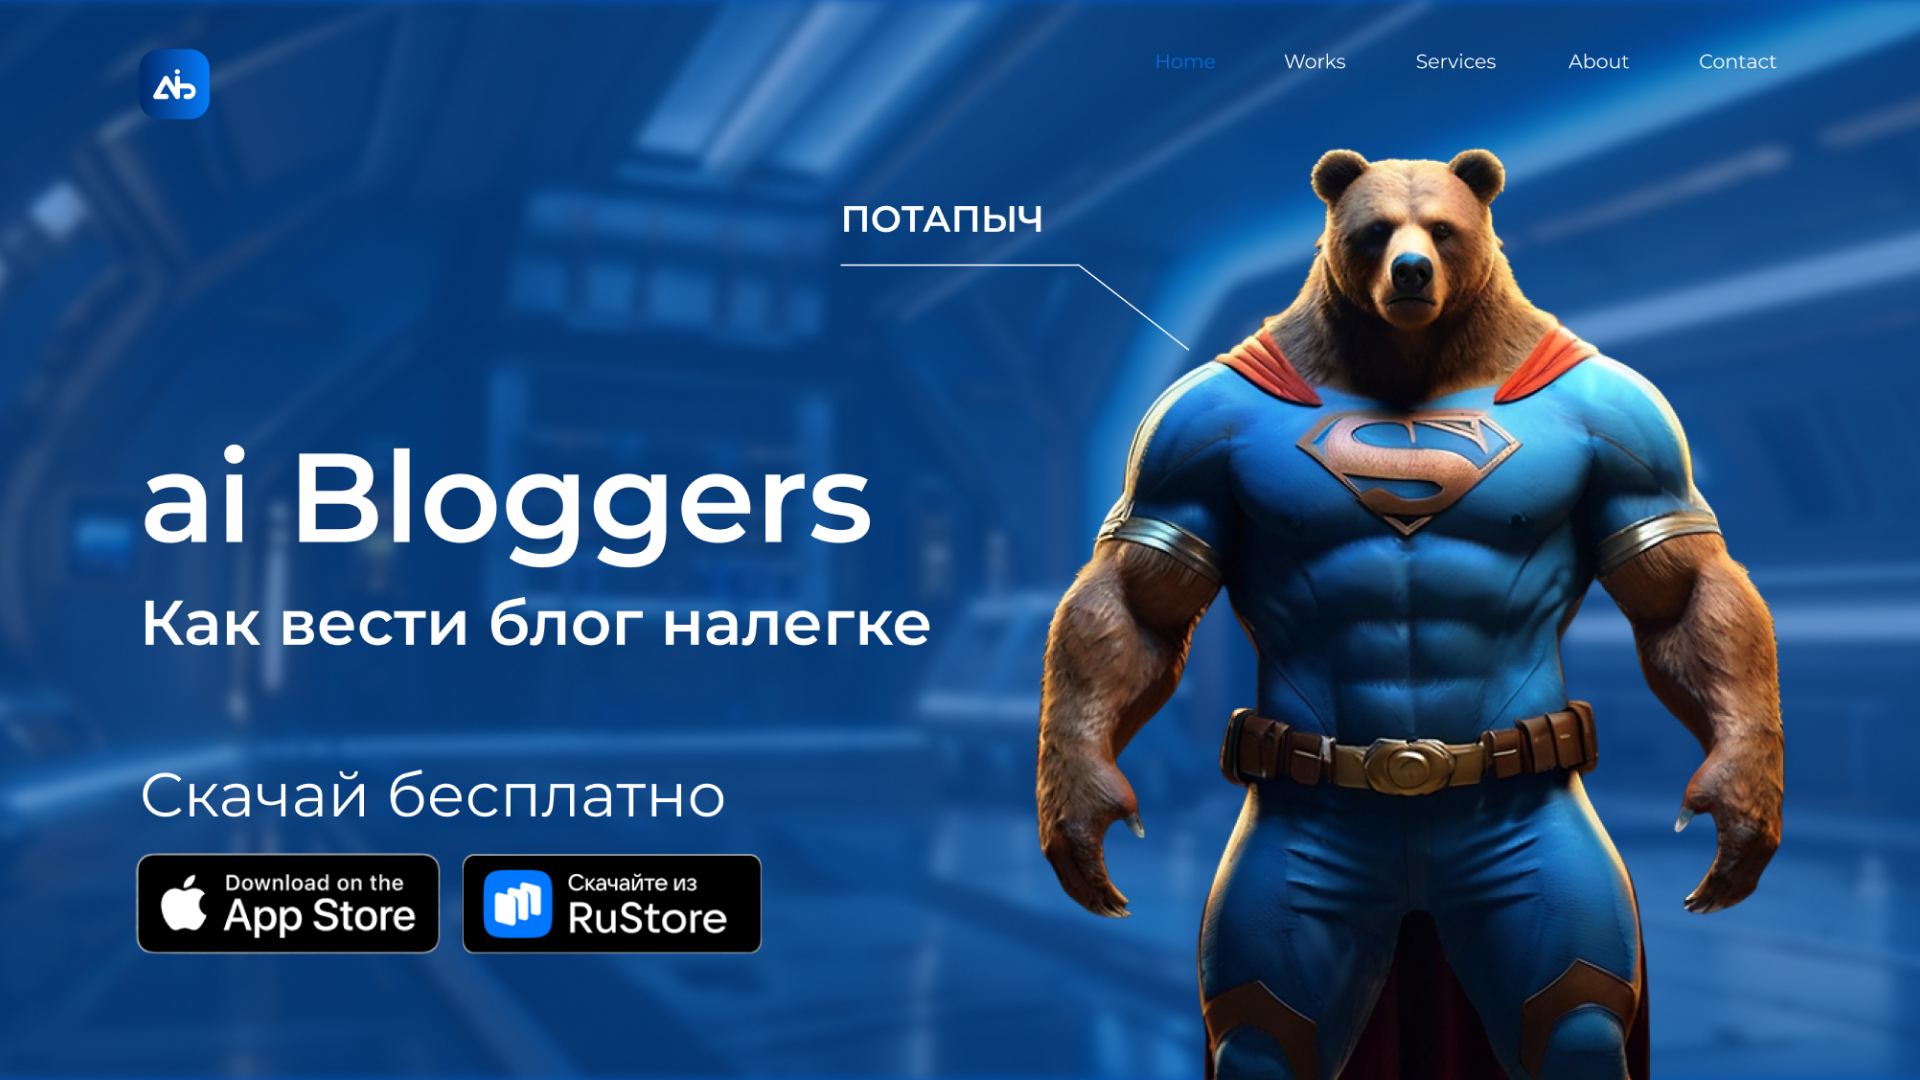 Aib
Home Works Services About Contact
ПОТАПЫЧ
S
ai Bloggers
Как вести блог налегке
Скачай бесплатно
Download on the
App Store
Скачайте из
RuStore